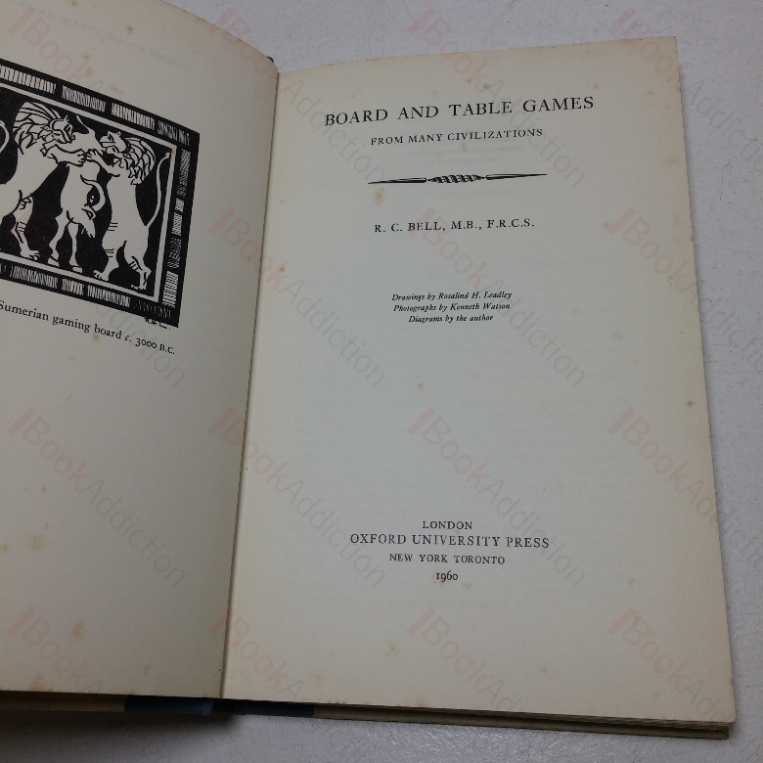 Sumerian gaming board c. 3000 B.C.
BOARD AND TABLE GAMES
FROM MANY CIVILIZATIONS
R. C. BELL, M.B., F.R.C.S.
Drawings by Rosalind H. Leadley
Photographs by Kenneth Watson
Diagrams by the author
LONDON
OXFORD UNIVERSITY PRESS
NEW YORK TORONTO
1960
BookAddiction